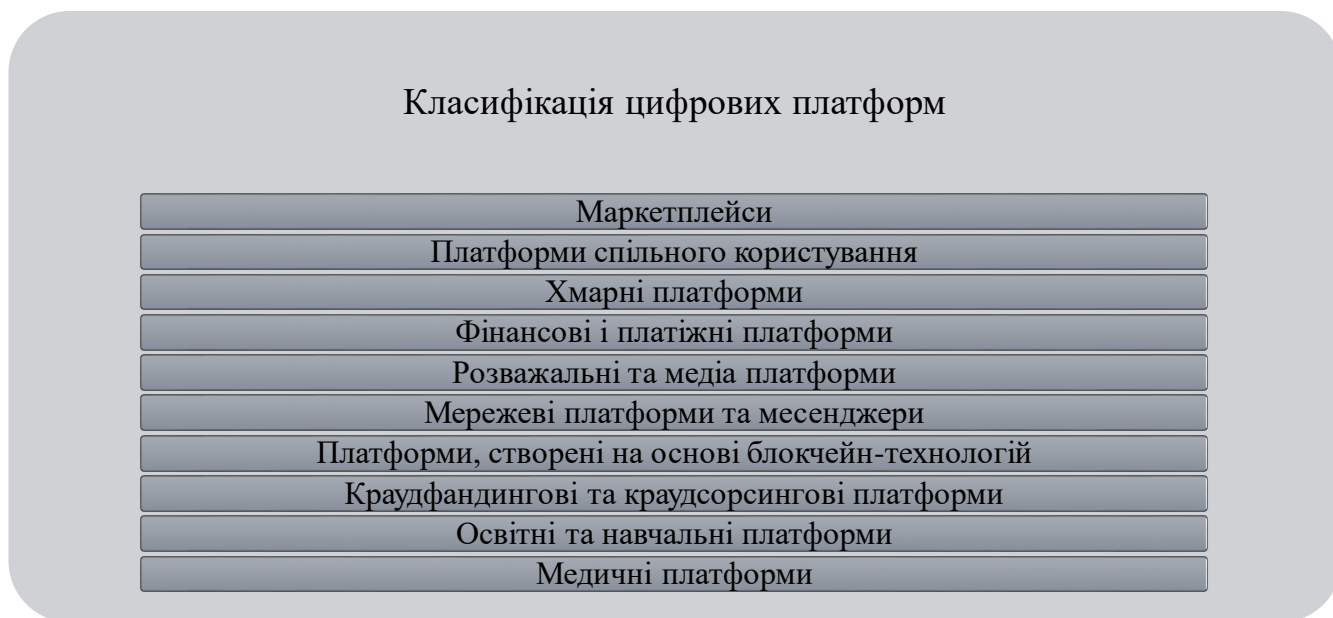 Класифікація цифрових платформ
Маркетплейси
Платформи спільного користування
Хмарні платформи
Фінансові і платіжні платформи
Розважальні та медіа платформи
Мережеві платформи та месенджери
Платформи, створені на основі блокчейн-технологій
Краудфандингові та краудсорсингові платформи
Освітні та навчальні платформи
Медичні платформи